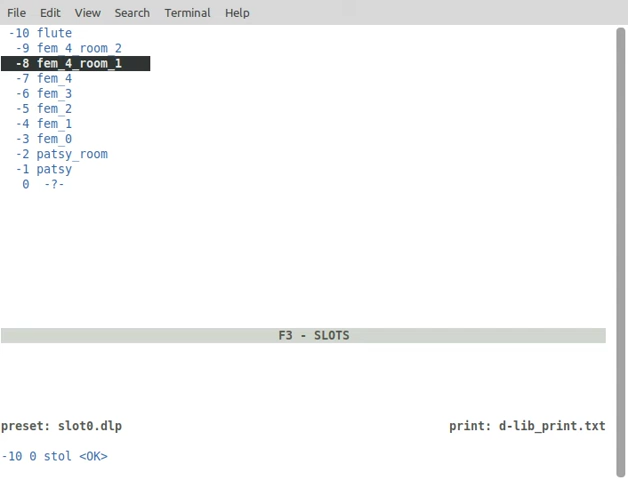 File Edit View Search Terminal Help
-10 flute
-9 fem_4_room_2
-8 fem_4_room_1
-7 fem_4
-6 fem_3
-5 fem_2
-4 fem_1
-3 fem_0
-2 patsy_room
-1 patsy
0 -?-
F3 - SLOTS
preset: slot0.dlp print: d-lib_print.txt
-10 0 stol <OK>